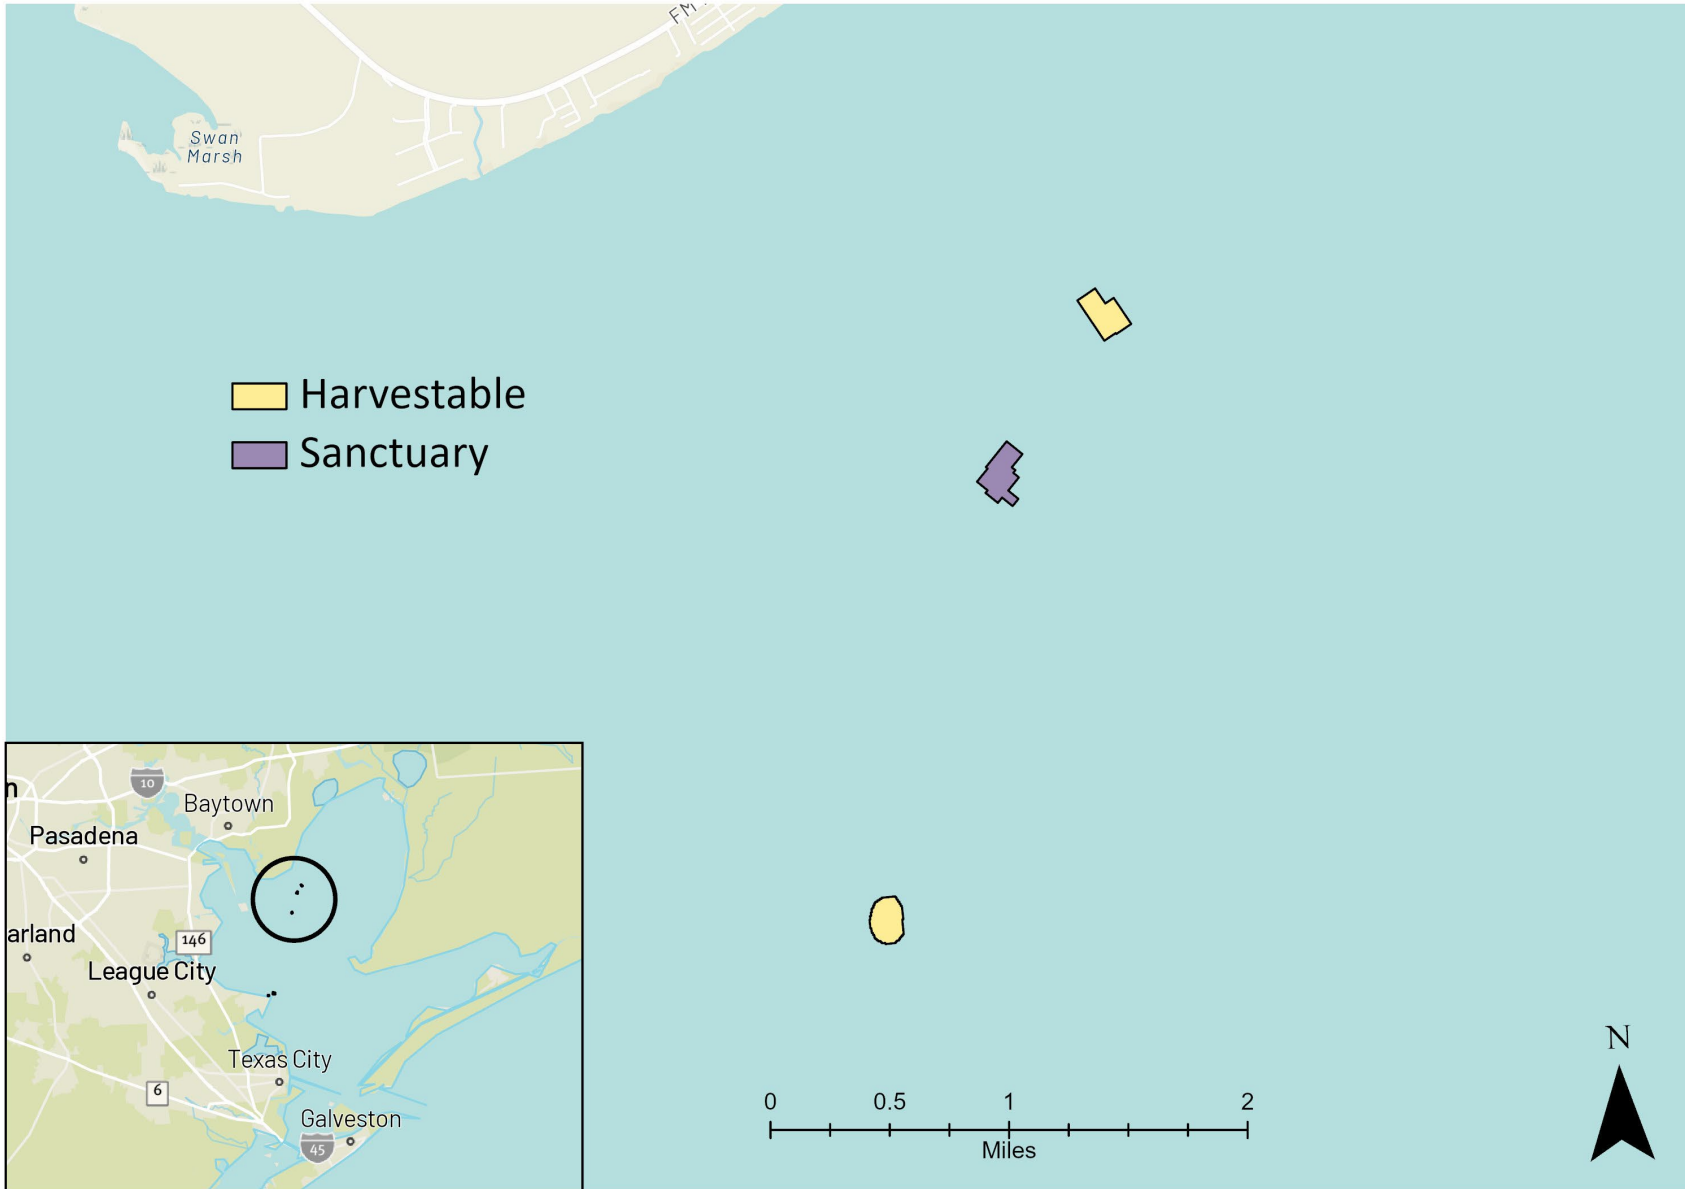 FM
Swan
Marsh
Harvestable
Sanctuary
10
Baytown
Pasadena
arland
146
League City
Texas City
6
Galveston
45
0 0.5 1 2
Miles
N